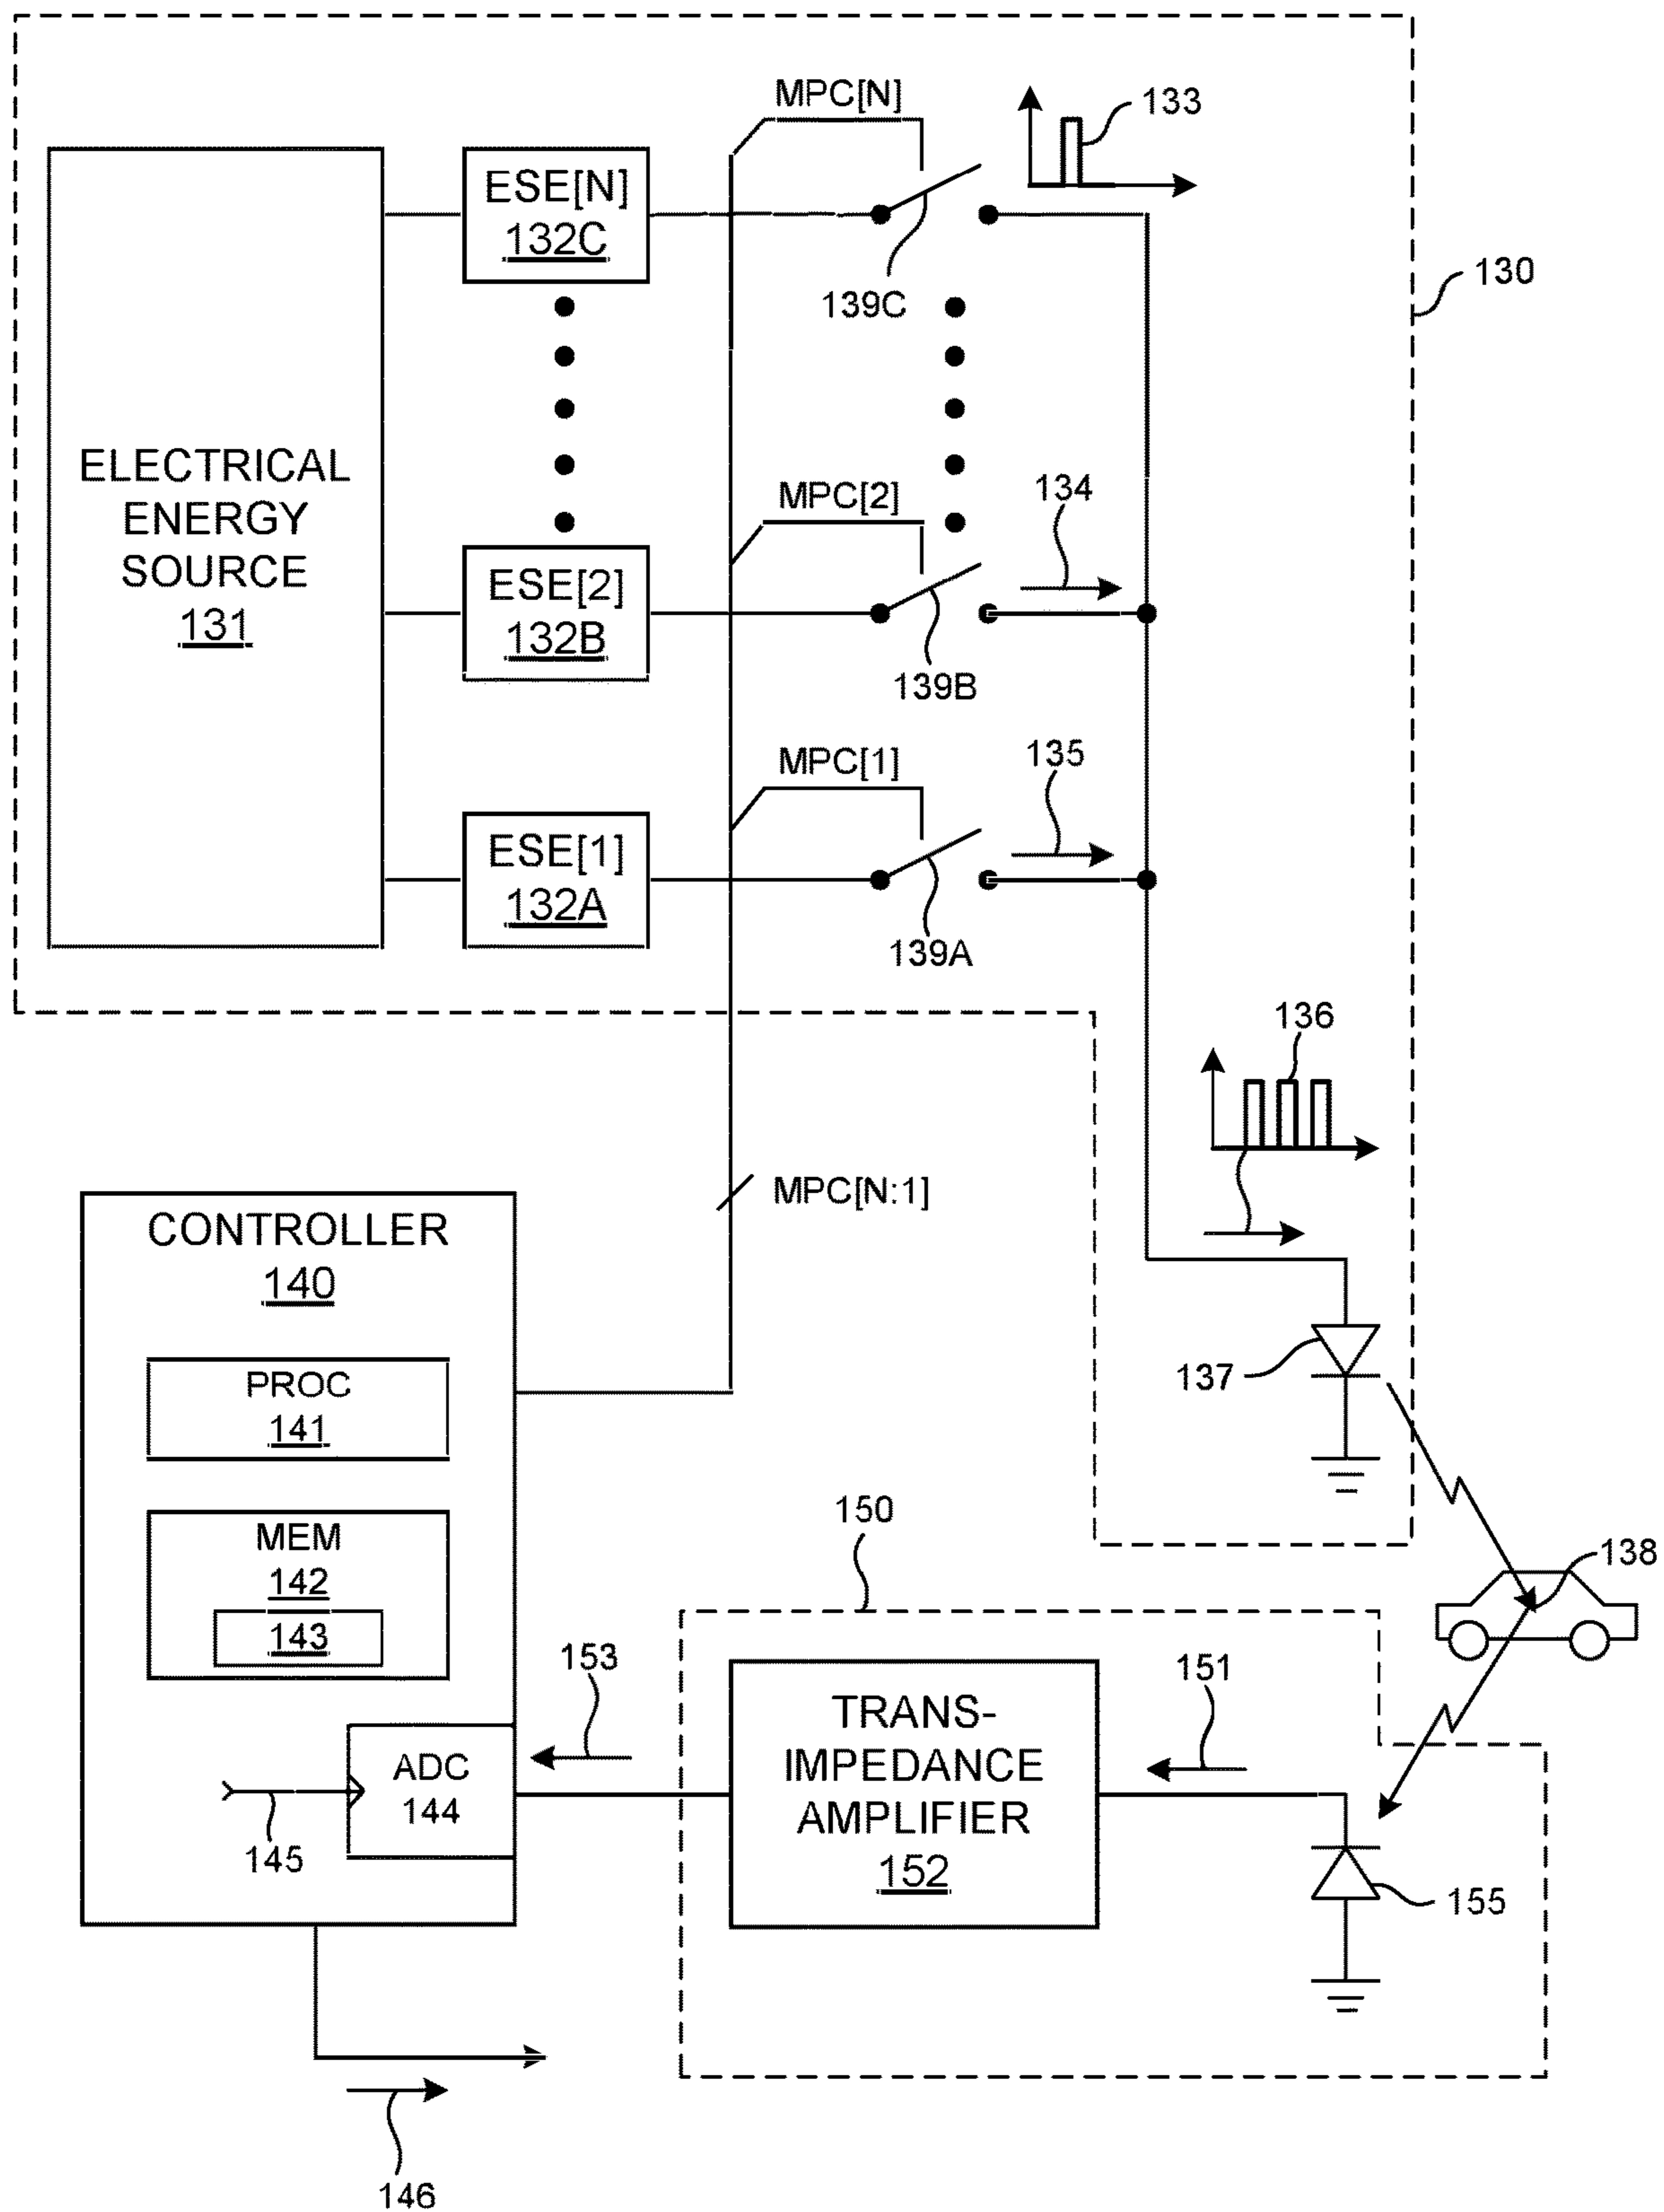 MPC[N]
133
ESE[N]
132C
130
139C
ELECTRICAL
ENERGY
SOURCE
131
MPC[2]
134
ESE[2]
132B
139B
MPC[1]
135
ESE[1]
132A
139A
136
MPC[N:1]
CONTROLLER
140
PROC
141
137
MEM
142
143
150
138
153
151
TRANS-
IMPEDANCE
AMPLIFIER
152
ADC
144
145
155
146